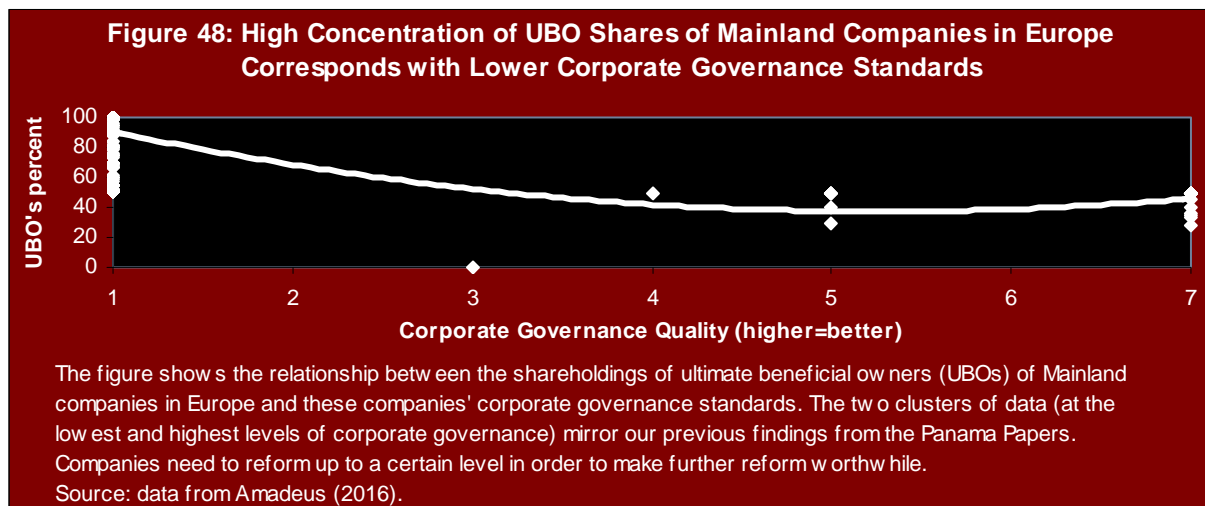 Figure 48: High Concentration of UBO Shares of Mainland Companies in Europe
Corresponds with Lower Corporate Governance Standards
UBO's percent
100
80
60
40
20
0
1 2 3 4 5 6 7
Corporate Governance Quality (higher=better)
The figure shows the relationship between the shareholdings of ultimate beneficial owners (UBOs) of Mainland
companies in Europe and these companies' corporate governance standards. The two clusters of data (at the
lowest and highest levels of corporate governance) mirror our previous findings from the Panama Papers.
Companies need to reform up to a certain level in order to make further reform worthwhile.
Source: data from Amadeus (2016).